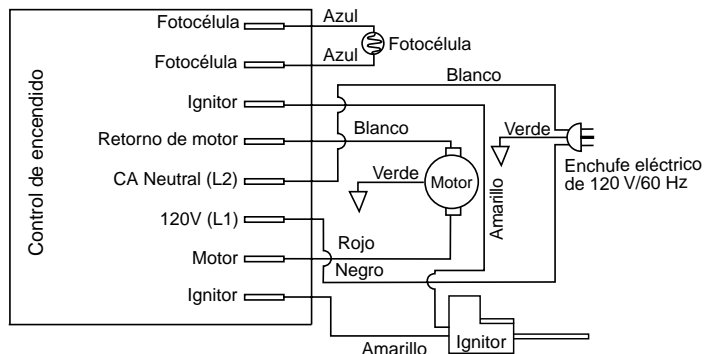 Azul
Fotocélula
Fotocélula
Azul
Fotocélula
Blanco
Ignitor
Retorno de motor
Blanco
Verde
Enchufe eléctrico
de 120 V/60 Hz
CA Neutral (L2)
Verde
Motor
Amarillo
120V (L1)
Rojo
Motor
Negro
Ignitor
Amarillo
Ignitor
Control de encendido